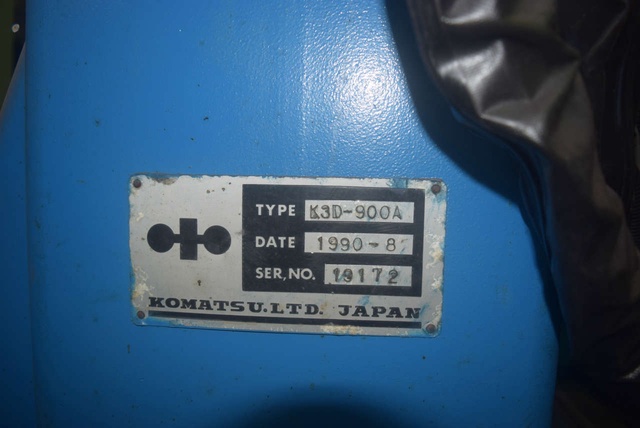 TYPE K3D-900A
DATE 1990-8
SER,NO. 19172
KOMATSU.LTD. JAPAN